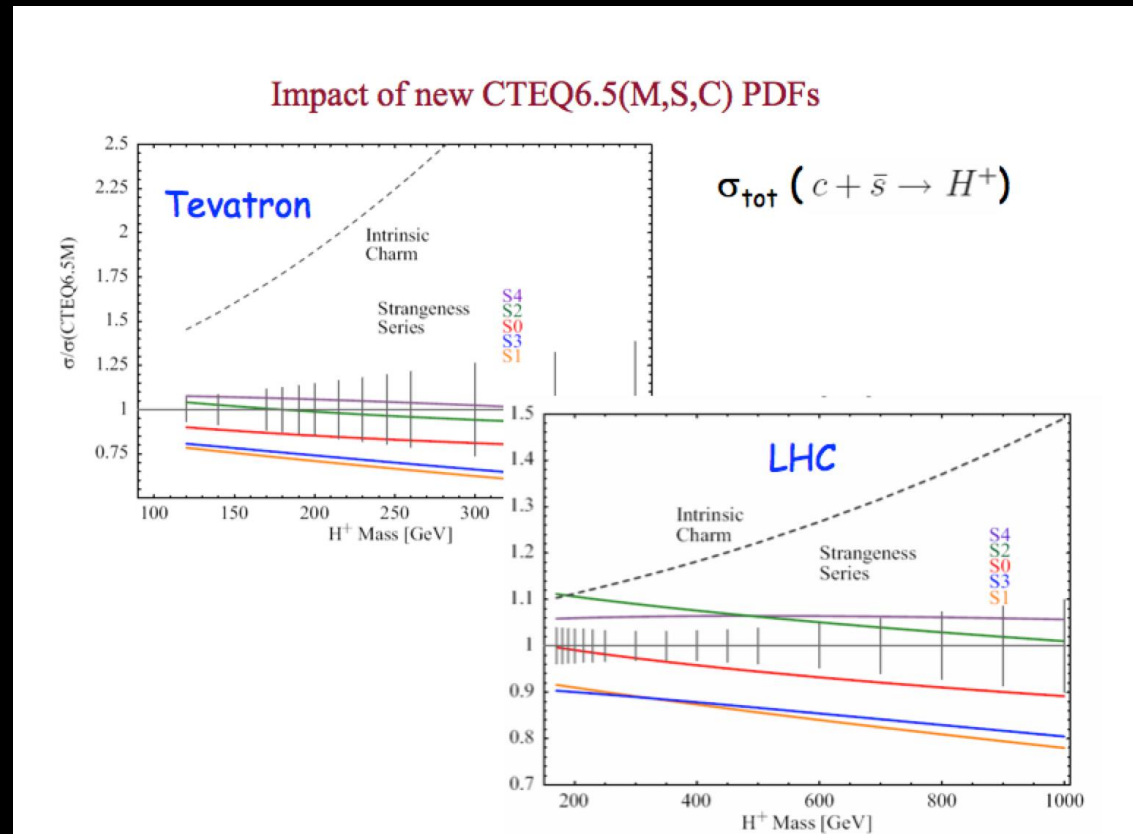 Impact of new CTEQ6.5(M,S,C) PDFs
σtot ( c + s̄ → H⁺)
Tevatron
σ/σ(CTEQ6.5M)
2.5
2.25
2
1.75
1.5
1.25
1
0.75
Intrinsic
Charm
Strangeness
Series
S4
S2
S0
S3
S1
100 150 200 250 300
H⁺ Mass [GeV]
LHC
1.5
1.4
1.3
1.2
1.1
1
0.9
0.8
0.7
Intrinsic
Charm
Strangeness
Series
S4
S2
S0
S3
S1
200 400 600 800 1000
H⁺ Mass [GeV]